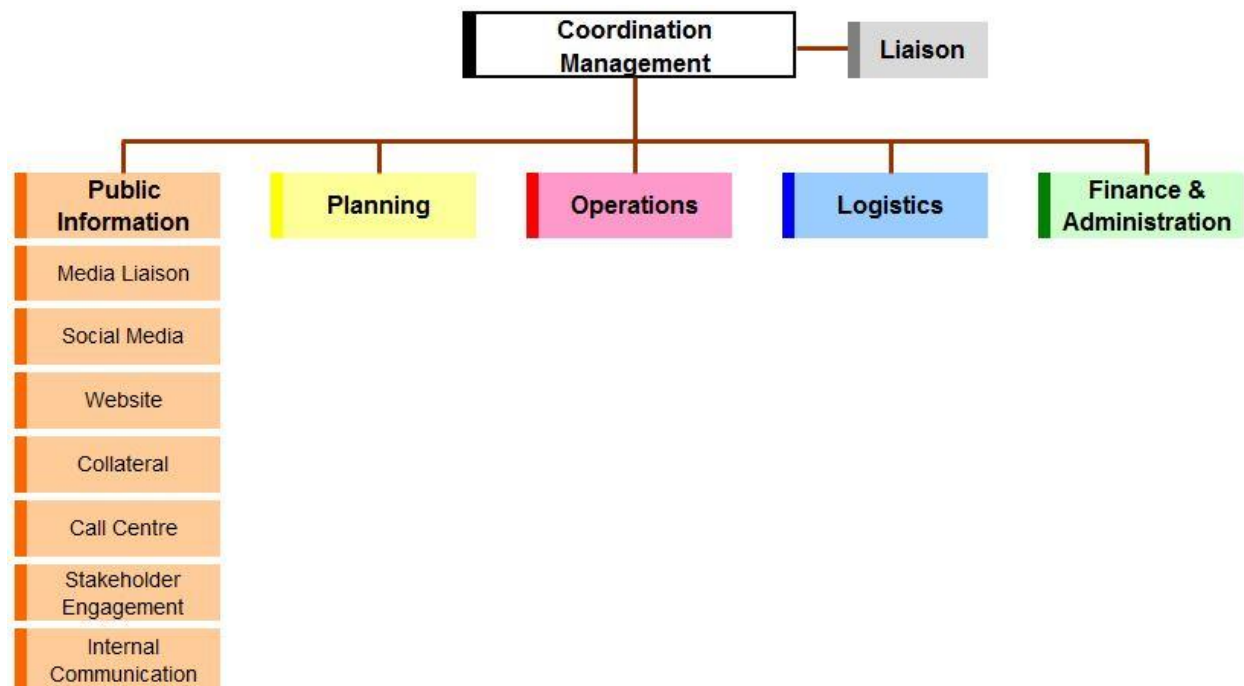 Coordination
Management
Liaison
Public
Information
Planning
Operations
Logistics
Finance &
Administration
Media Liaison
Social Media
Website
Collateral
Call Centre
Stakeholder
Engagement
Internal
Communication